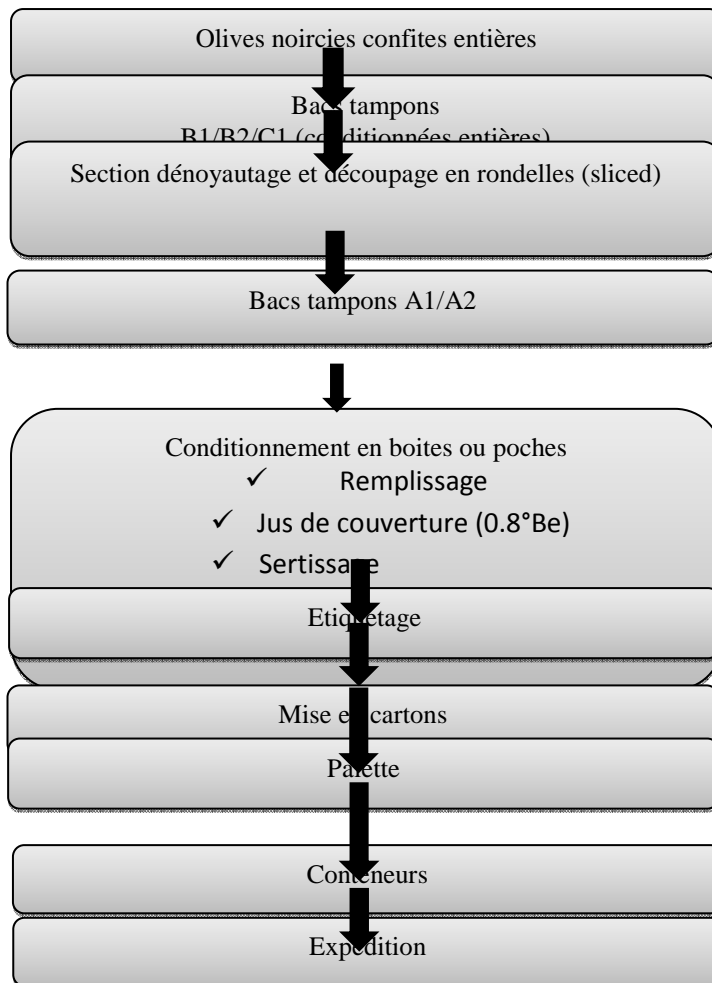 Olives noircies confites entières
Bacs tampons
B1/B2/C1 (conditionnées entières)
Section dénoyautage et découpage en rondelles (sliced)
Bacs tampons A1/A2
Conditionnement en boites ou poches
✓ Remplissage
✓ Jus de couverture (0.8°Be)
✓ Sertissage
Etiquetage
Mise en cartons
Palette
Conteneurs
Expédition